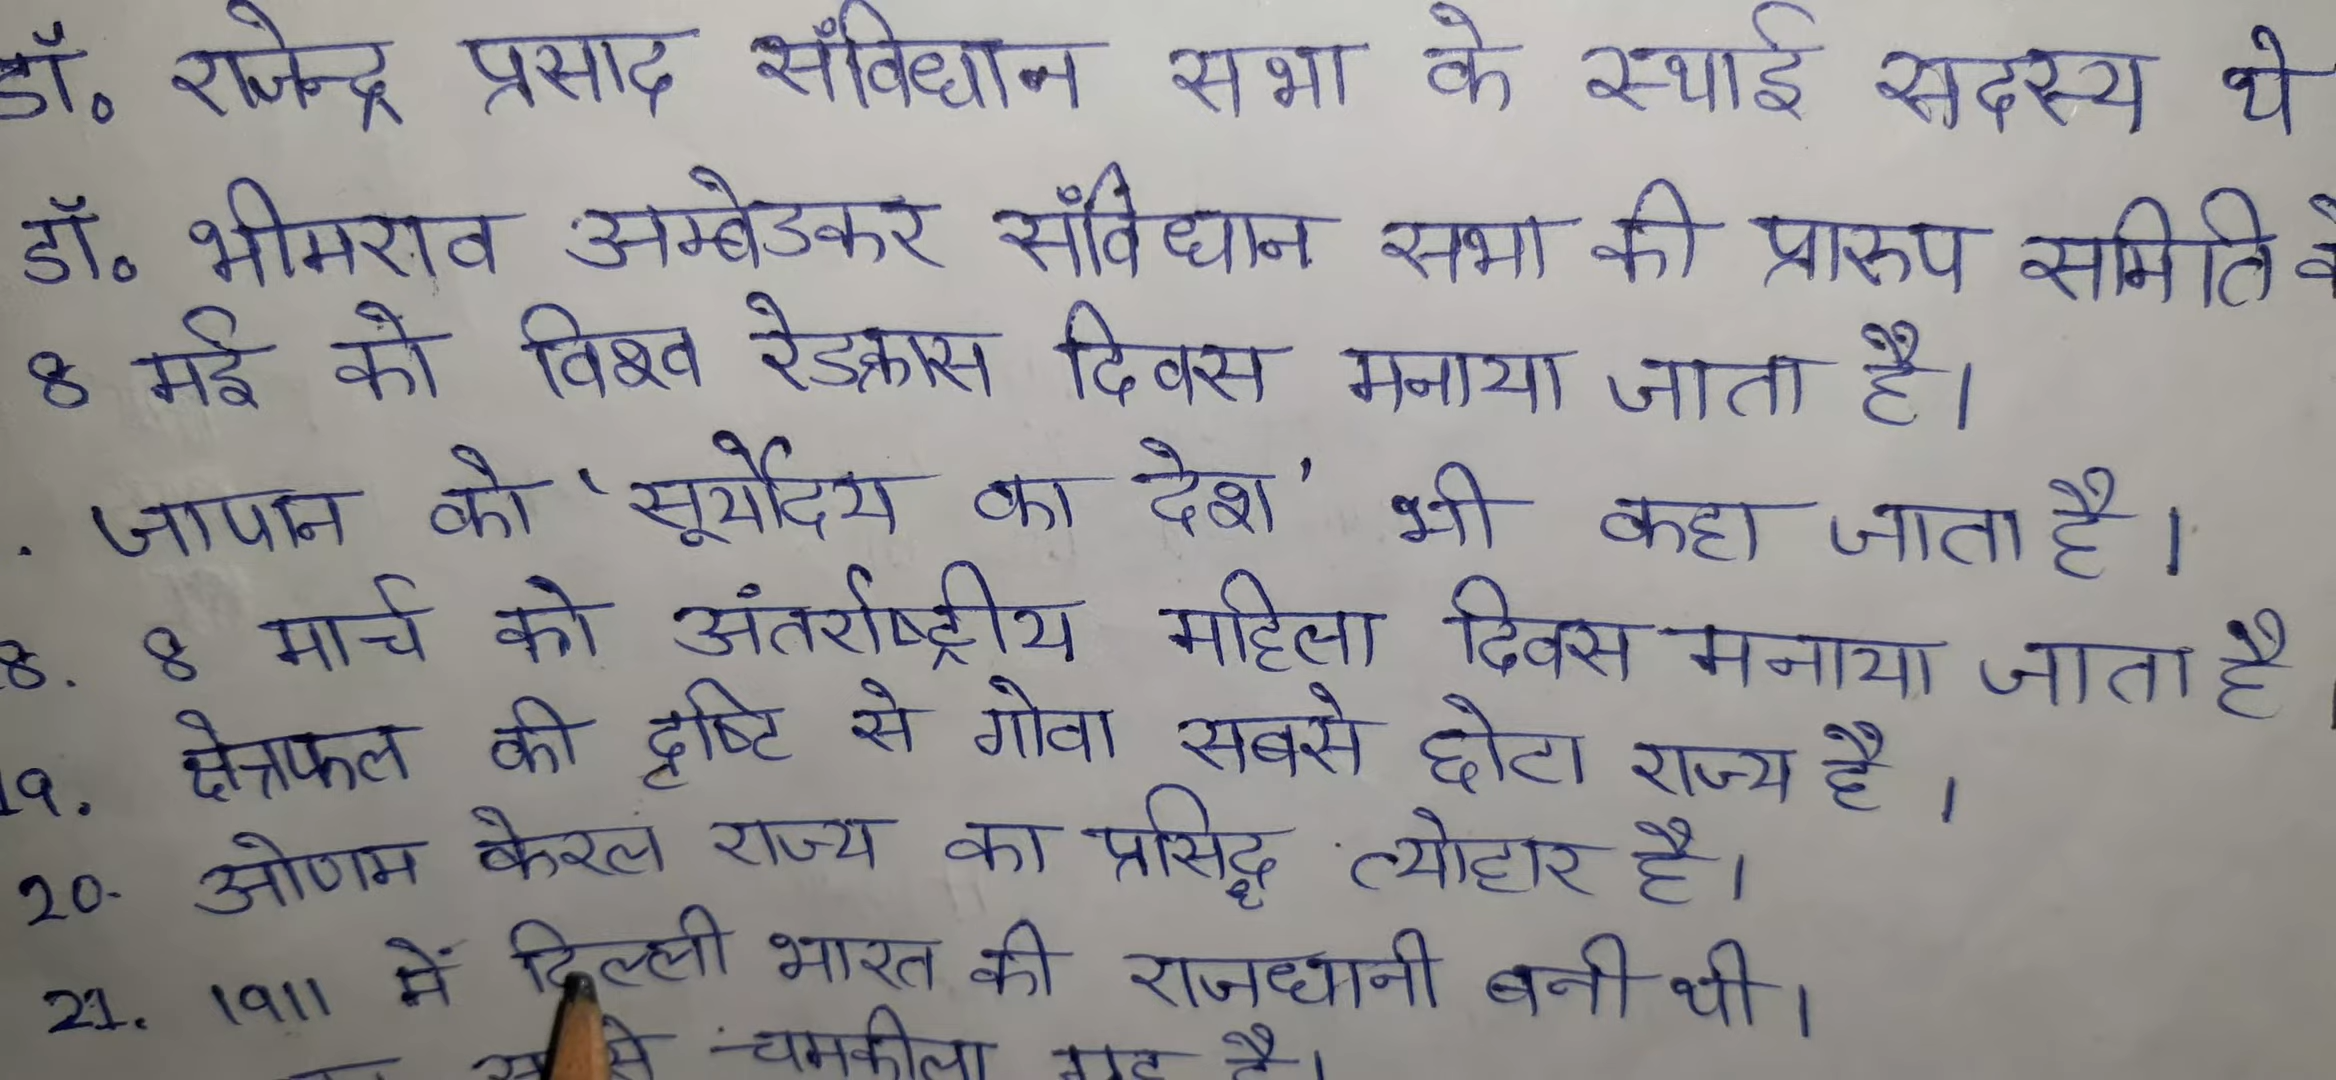 डॉ. राजेन्द्र प्रसाद संविधान सभा के स्थाई सदस्य थे
डॉ. भीमराव अम्बेडकर संविधान सभा की प्रारूप समिति
8 मई को विश्व रेडक्रास दिवस मनाया जाता है।
. जापान को 'सूर्योदय का देश' भी कहा जाता है।
8. 8 मार्च को अंतर्राष्ट्रीय महिला दिवस मनाया जाता है।
19. क्षेत्रफल की दृष्टि से गोवा सबसे छोटा राज्य है।
20. ओणम केरल राज्य का प्रसिद्ध त्योहार है।
21. 1911 में दिल्ली भारत की राजधानी बनी थी।
चमकीला ग्रह है।